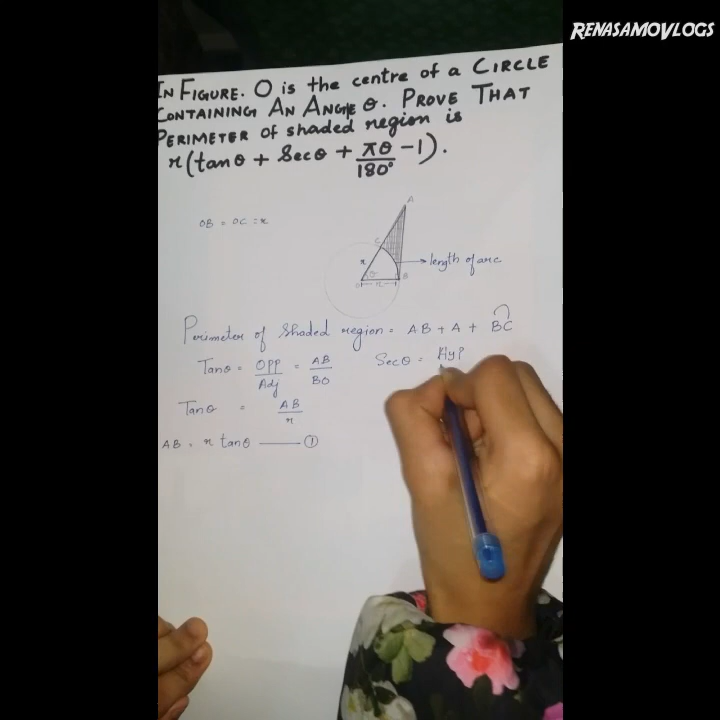 RENASAMOVLOGS
IN FIGURE. O is the centre of a CIRCLE
CONTAINING AN ANGLE θ. PROVE THAT
PERIMETER of shaded region is
r(tanθ + Secθ + πθ/180° -1).
OB = OC = r
A
C
r
θ
length of arc
O r B
Perimeter of Shaded region = AB + A + BC
Tanθ = OPP/Adj = AB/BO Secθ = Hyp
Tanθ = AB/r
AB = r tanθ ——— ①